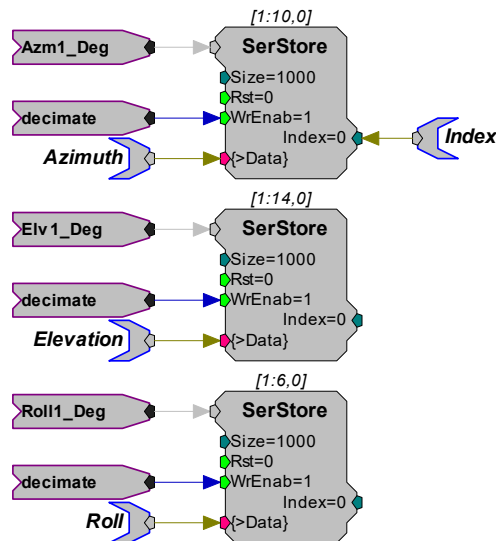 [1:10,0]
Azm1_Deg
SerStore
Size=1000
Rst=0
decimate
WrEnab=1
Index=0
Index
Azimuth
{>Data}
[1:14,0]
Elv1_Deg
SerStore
Size=1000
Rst=0
decimate
WrEnab=1
Index=0
Elevation
{>Data}
[1:6,0]
Roll1_Deg
SerStore
Size=1000
Rst=0
decimate
WrEnab=1
Index=0
Roll
{>Data}